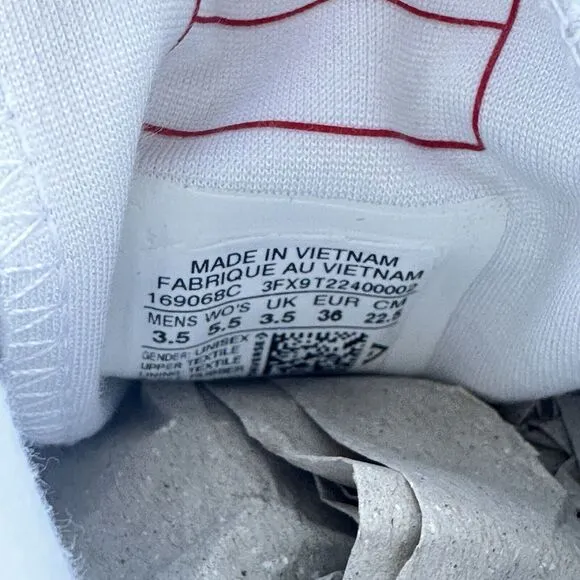 MADE IN VIETNAM
FABRIQUE AU VIETNAM
169068C 3FX9T22400002
MENS WO'S UK EUR CM
3.5 5.5 3.5 36 22.5
GENDER: UNISEX
UPPER TEXTILE
LINING